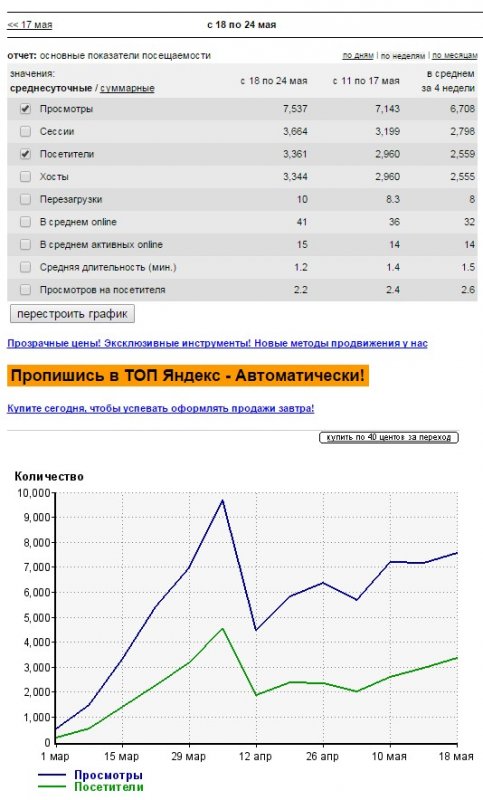 << 17 мая
с 18 по 24 мая
отчет: основные показатели посещаемости
по дням | по неделям | по месяцам
значения:
среднесуточные / суммарные
с 18 по 24 мая
с 11 по 17 мая
в среднем
за 4 недели
Просмотры 7,537 7,143 6,708
Сессии 3,664 3,199 2,798
Посетители 3,361 2,960 2,559
Хосты 3,344 2,960 2,555
Перезагрузки 10 8.3 8
В среднем online 41 36 32
В среднем активных online 15 14 14
Средняя длительность (мин.) 1.2 1.4 1.5
Просмотров на посетителя 2.2 2.4 2.6
перестроить график
Прозрачные цены! Эксклюзивные инструменты! Новые методы продвижения у нас
Пропишись в ТОП Яндекс - Автоматически!
Купите сегодня, чтобы успевать оформлять продажи завтра!
купить по 40 центов за переход
Количество
10,000
9,000
8,000
7,000
6,000
5,000
4,000
3,000
2,000
1,000
0
1 мар 15 мар 29 мар 12 апр 26 апр 10 мая 18 мая
Просмотры
Посетители